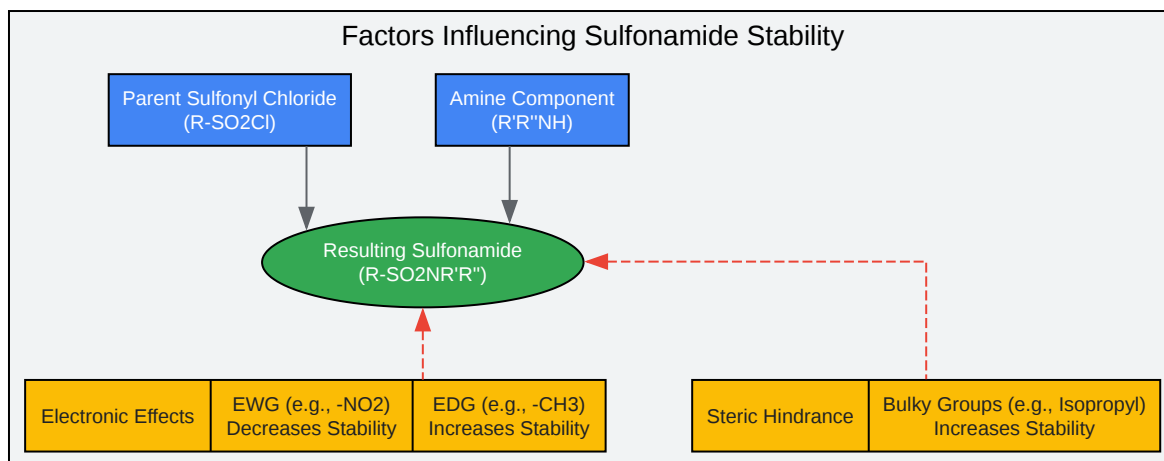 Factors Influencing Sulfonamide Stability
Parent Sulfonyl Chloride
(R-SO2Cl)
Amine Component
(R'R''NH)
Resulting Sulfonamide
(R-SO2NR'R'')
Electronic Effects
EWG (e.g., -NO2)
Decreases Stability
EDG (e.g., -CH3)
Increases Stability
Steric Hindrance
Bulky Groups (e.g., Isopropyl)
Increases Stability